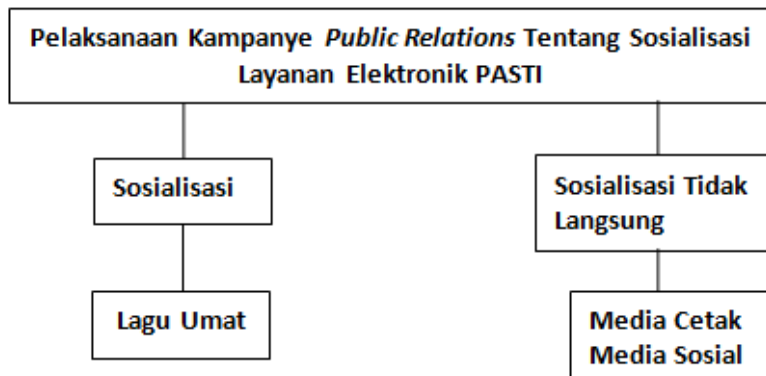 Pelaksanaan Kampanye Public Relations Tentang Sosialisasi
Layanan Elektronik PASTI
Sosialisasi
Sosialisasi Tidak
Langsung
Lagu Umat
Media Cetak
Media Sosial